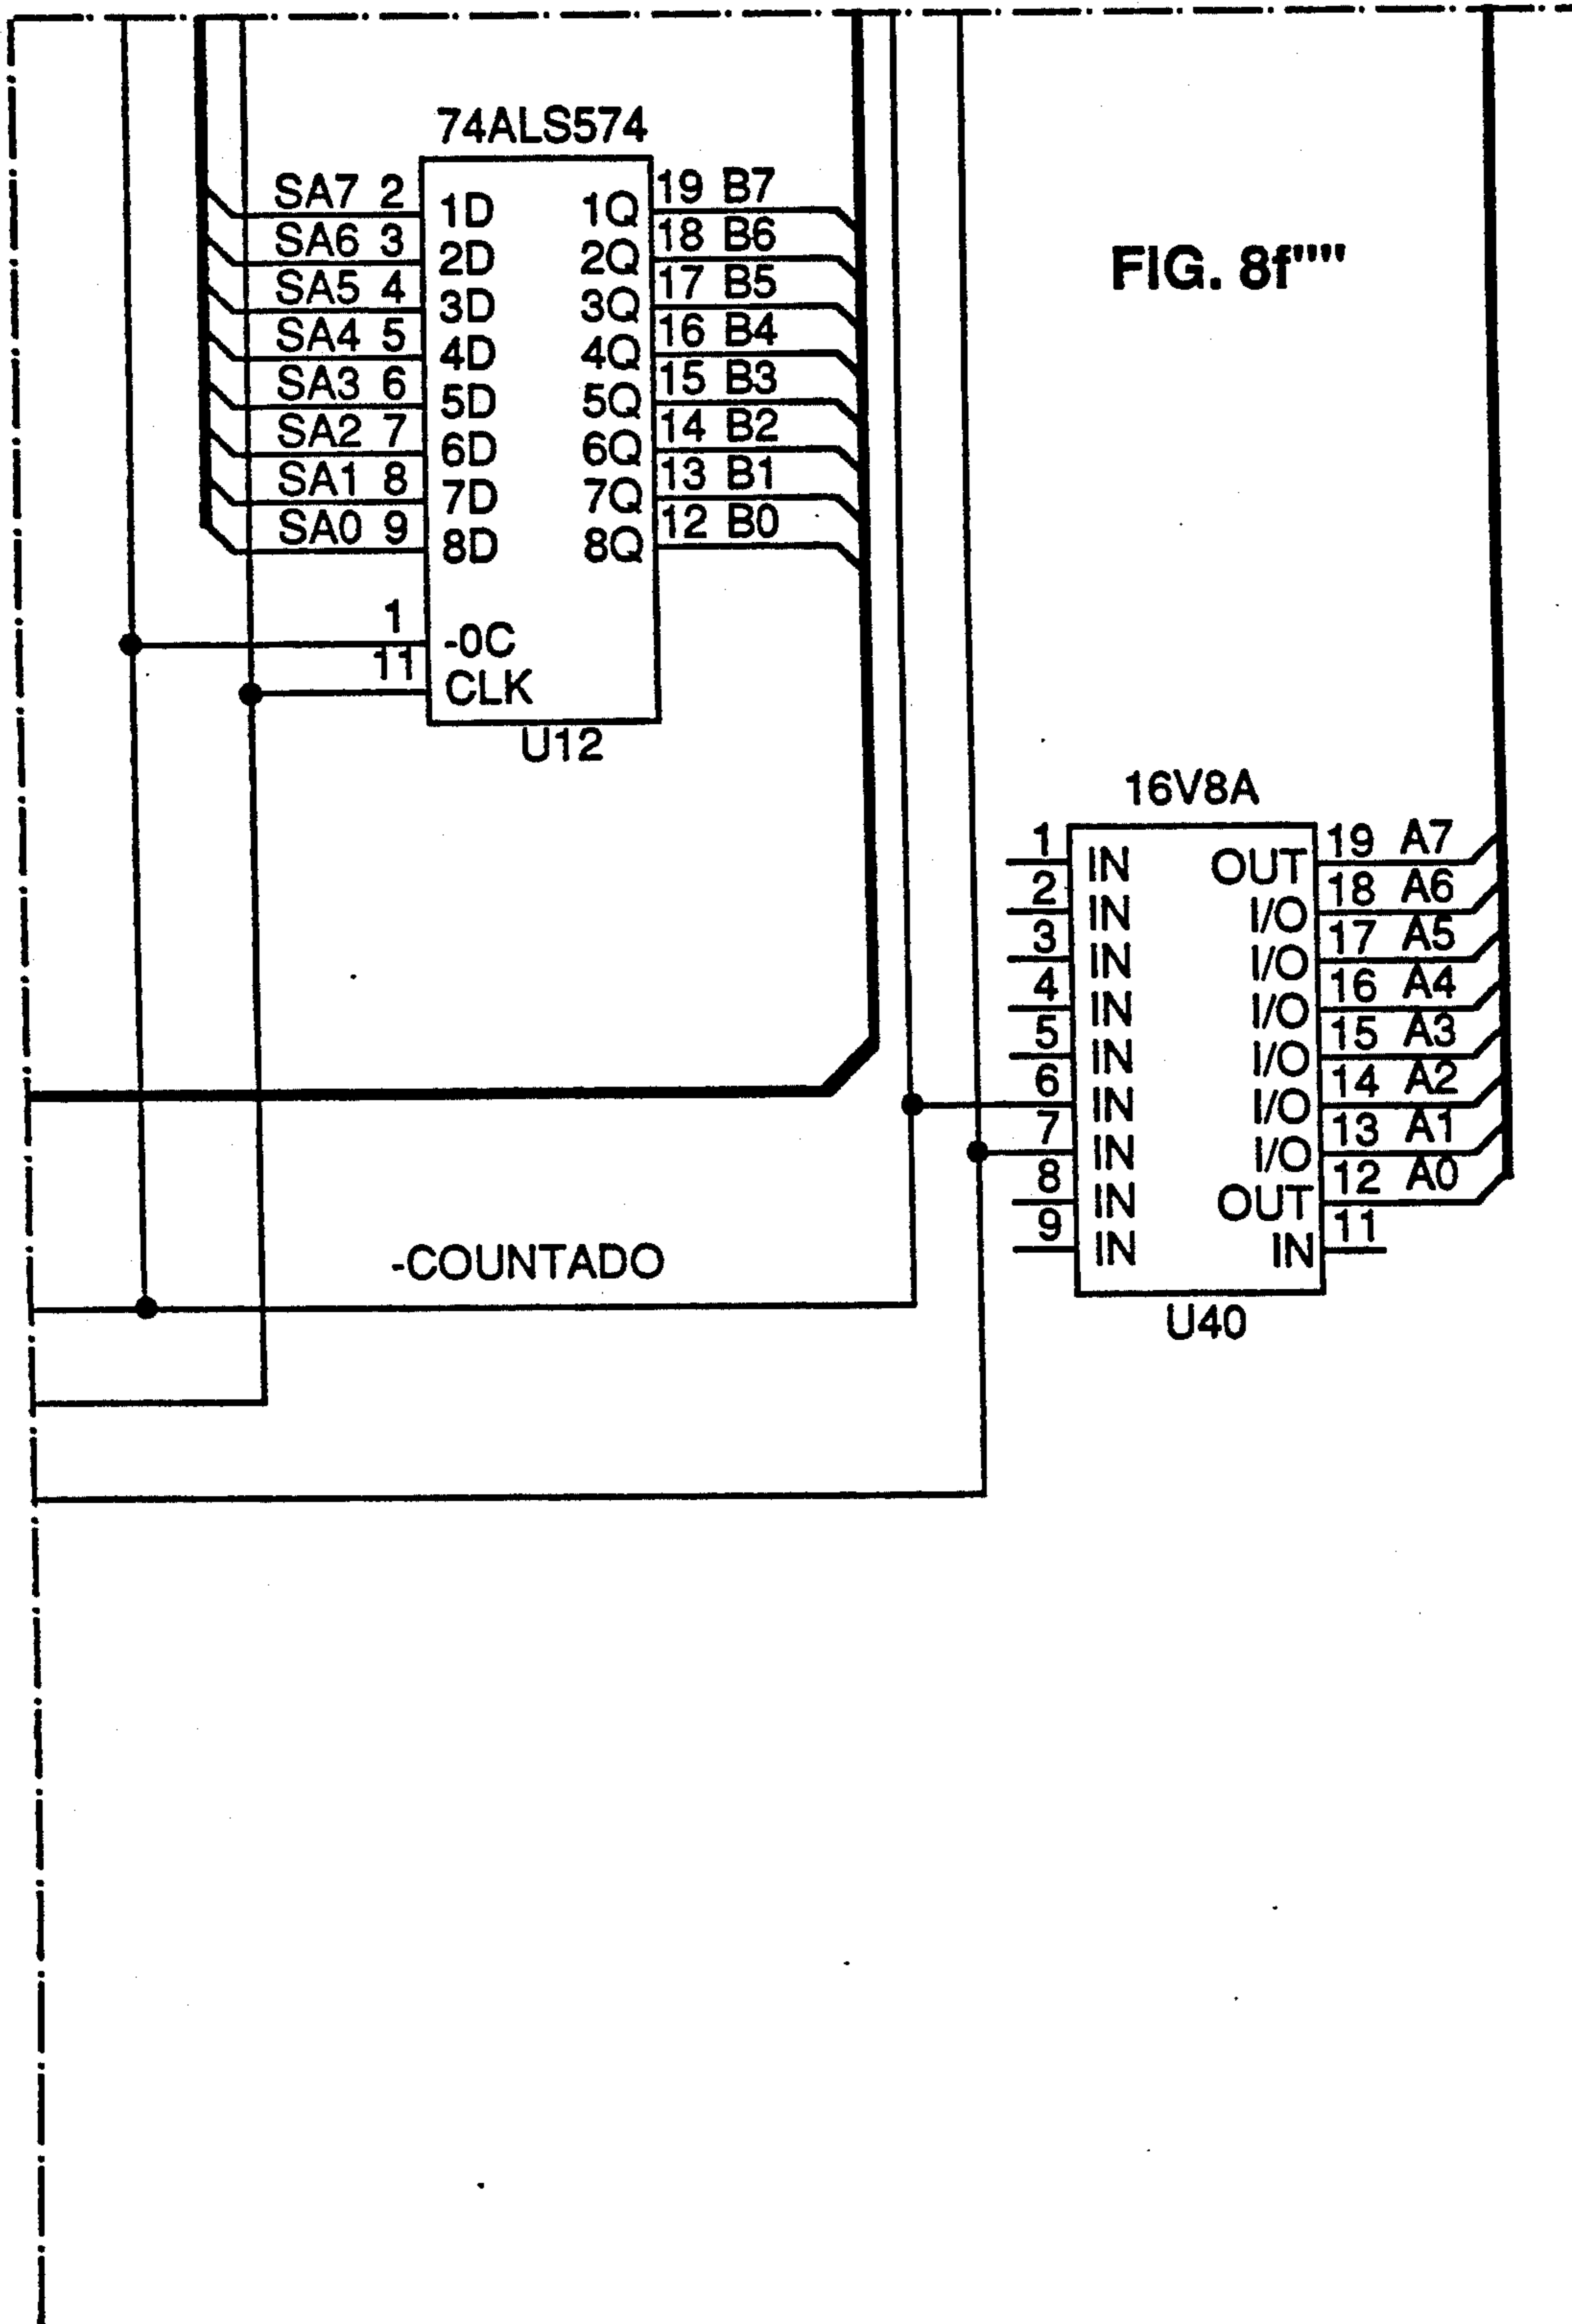 74ALS574
SA7 2 1D 1Q 19 B7
SA6 3 2D 2Q 18 B6
SA5 4 3D 3Q 17 B5
SA4 5 4D 4Q 16 B4
SA3 6 5D 5Q 15 B3
SA2 7 6D 6Q 14 B2
SA1 8 7D 7Q 13 B1
SA0 9 8D 8Q 12 B0
1 -0C
11 CLK
U12
FIG. 8f""
16V8A
1 IN OUT 19 A7
2 IN I/O 18 A6
3 IN I/O 17 A5
4 IN I/O 16 A4
5 IN I/O 15 A3
6 IN I/O 14 A2
7 IN I/O 13 A1
8 IN OUT 12 A0
9 IN IN 11
U40
-COUNTADO